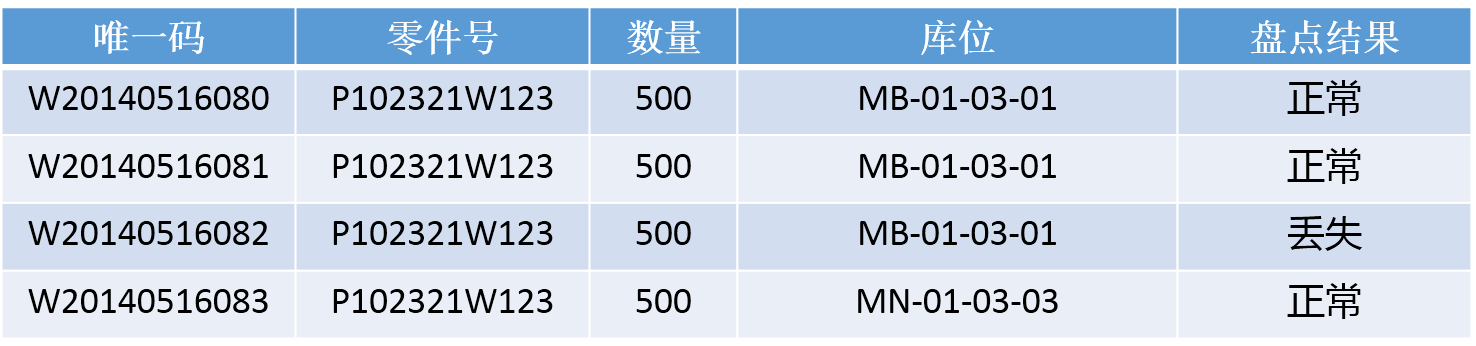 唯一码 零件号 数量 库位 盘点结果
W20140516080 P102321W123 500 MB-01-03-01 正常
W20140516081 P102321W123 500 MB-01-03-01 正常
W20140516082 P102321W123 500 MB-01-03-01 丢失
W20140516083 P102321W123 500 MN-01-03-03 正常